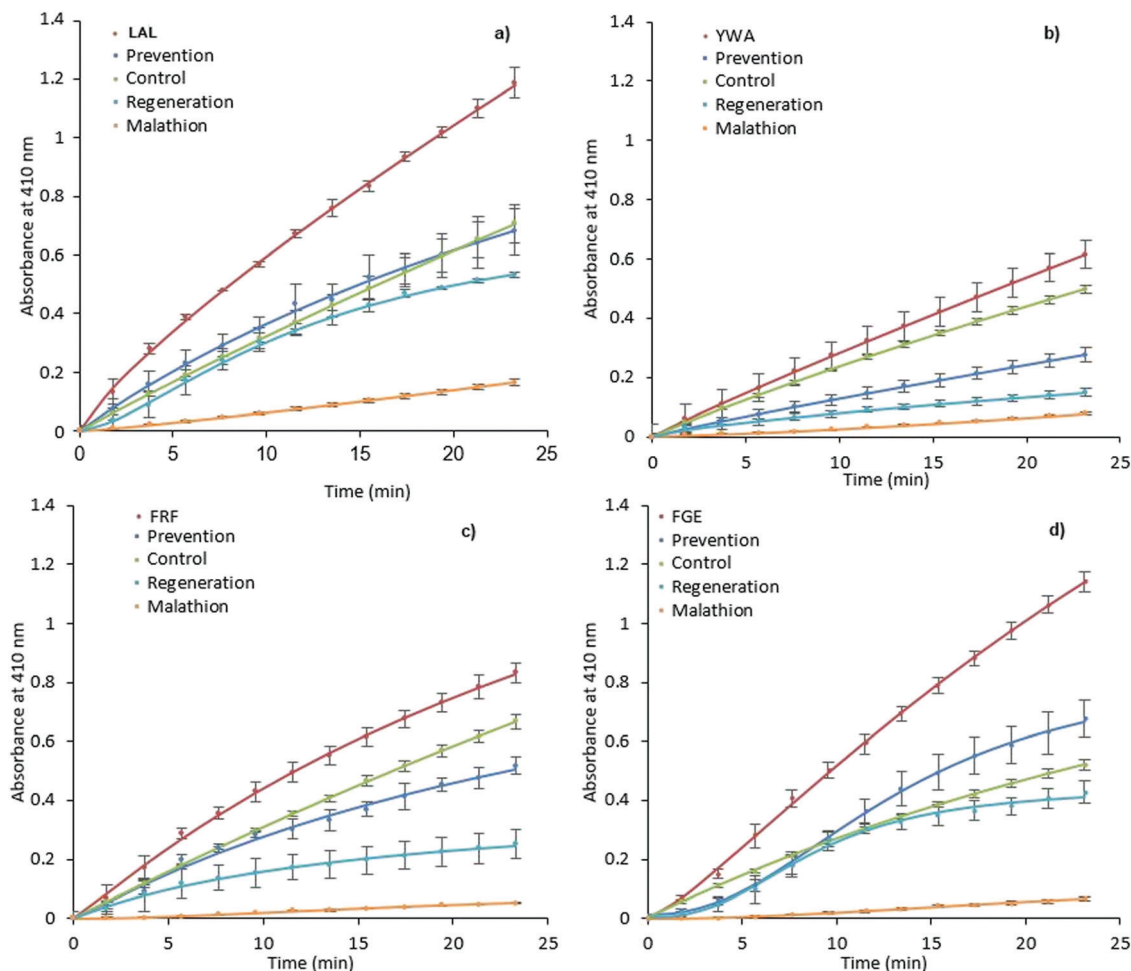 1.4
1.2
1
0.8
0.6
0.4
0.2
0
Absorbance at 410 nm
LAL
Prevention
Control
Regeneration
Malathion
a)
0 5 10 15 20 25
Time (min)
1.4
1.2
1.0
0.8
0.6
0.4
0.2
0
Absorbance at 410 nm
YWA
Prevention
Control
Regeneration
Malathion
b)
0 5 10 15 20 25
Time (min)
1.4
1.2
1
0.8
0.6
0.4
0.2
0
Absorbance at 410 nm
FRF
Prevention
Control
Regeneration
Malathion
c)
0 5 10 15 20 25
Time (min)
1.4
1.2
1
0.8
0.6
0.4
0.2
0
Absorbance at 410 nm
FGE
Prevention
Control
Regeneration
Malathion
d)
0 5 10 15 20 25
Time (min)